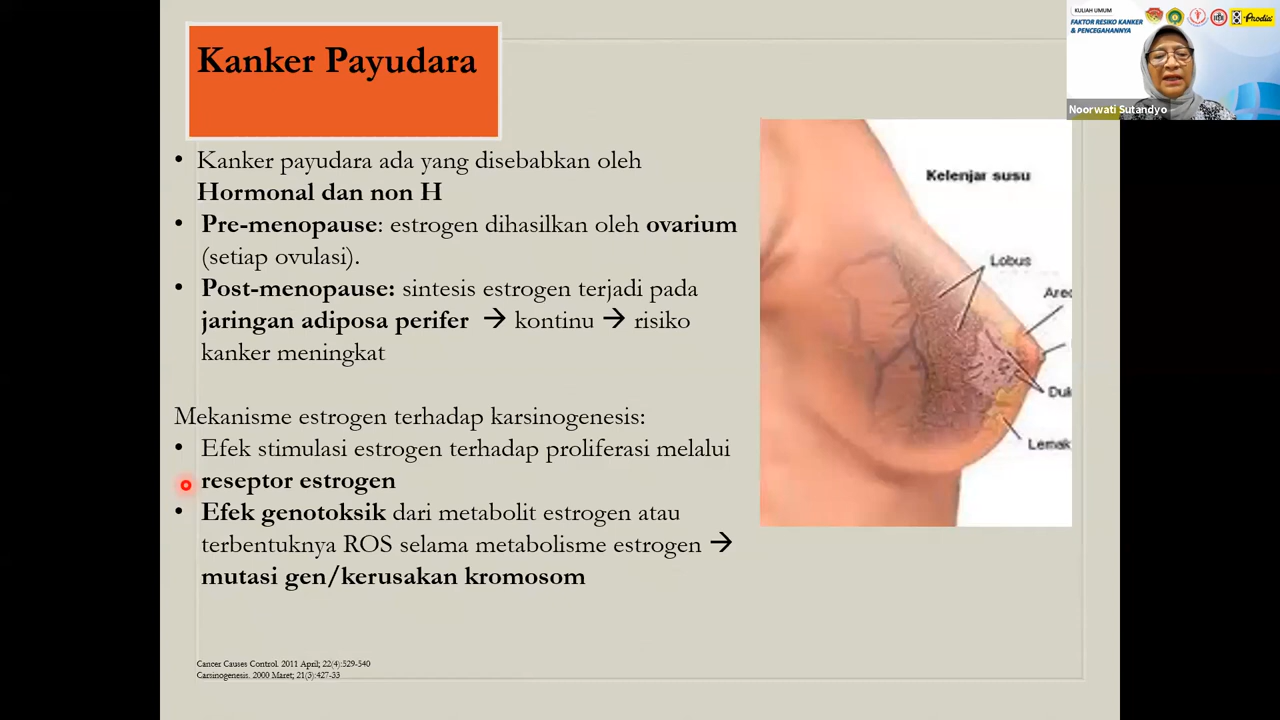 Kanker Payudara
• Kanker payudara ada yang disebabkan oleh
Hormonal dan non H
• Pre-menopause: estrogen dihasilkan oleh ovarium
(setiap ovulasi).
• Post-menopause: sintesis estrogen terjadi pada
jaringan adiposa perifer → kontinu → risiko
kanker meningkat
Mekanisme estrogen terhadap karsinogenesis:
• Efek stimulasi estrogen terhadap proliferasi melalui
reseptor estrogen
• Efek genotoksik dari metabolit estrogen atau
terbentuknya ROS selama metabolisme estrogen →
mutasi gen/kerusakan kromosom
Cancer Causes Control. 2011 April; 22(4):529-540
Carsinogenesis. 2000 Maret; 21(3):427-33
Kelenjar susu
Lobus
Areo
Duk
Lemak
KULIAH UMUM
FAKTOR RESIKO KANKER
& PENCEGAHANNYA
Prodia
Noorwati Sutandyo